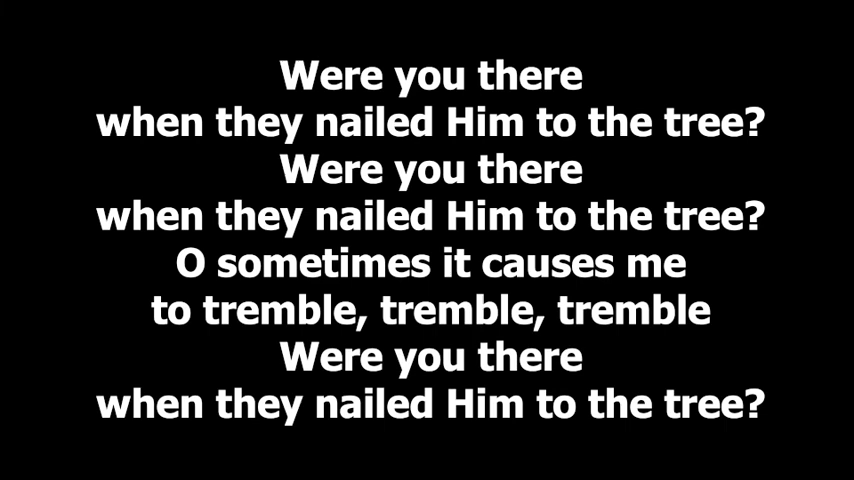 Were you there
when they nailed Him to the tree?
Were you there
when they nailed Him to the tree?
O sometimes it causes me
to tremble, tremble, tremble
Were you there
when they nailed Him to the tree?